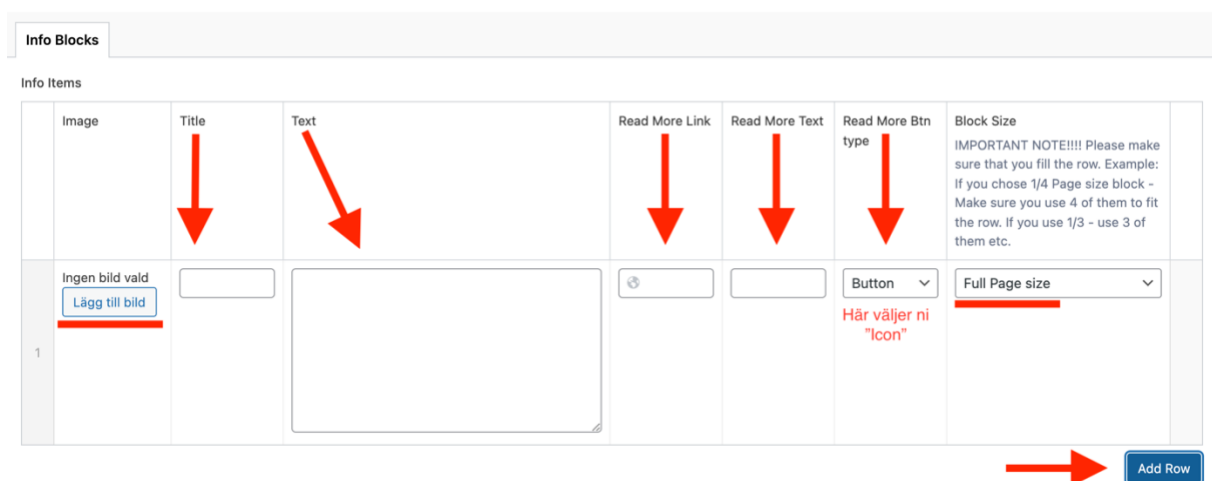 Info Blocks
Info Items
Image
Title
Text
Read More Link
Read More Text
Read More Btn
type
Block Size
IMPORTANT NOTE!!!! Please make
sure that you fill the row. Example:
If you chose 1/4 Page size block -
Make sure you use 4 of them to fit
the row. If you use 1/3 - use 3 of
them etc.
1
Ingen bild vald
Lägg till bild
Button
Här väljer ni
"Icon"
Full Page size
Add Row